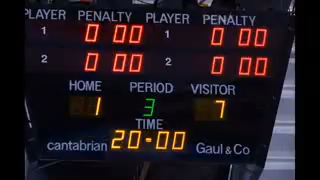 PLAYER PENALTY PLAYER PENALTY
1 0 00 1 0 00
2 0 00 2 0 00
HOME PERIOD VISITOR
1 3 7
TIME
20-00
cantabrian Gaul & Co